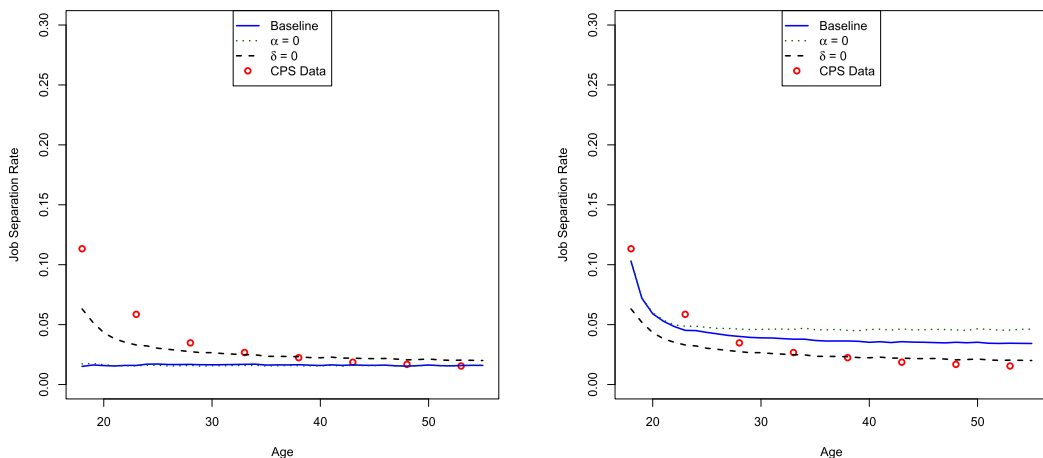 Baseline
α = 0
δ = 0
CPS Data
Job Separation Rate
0.30
0.25
0.20
0.15
0.10
0.05
0.00
20 30 40 50
Age
Baseline
α = 0
δ = 0
CPS Data
Job Separation Rate
0.30
0.25
0.20
0.15
0.10
0.05
0.00
20 30 40 50
Age